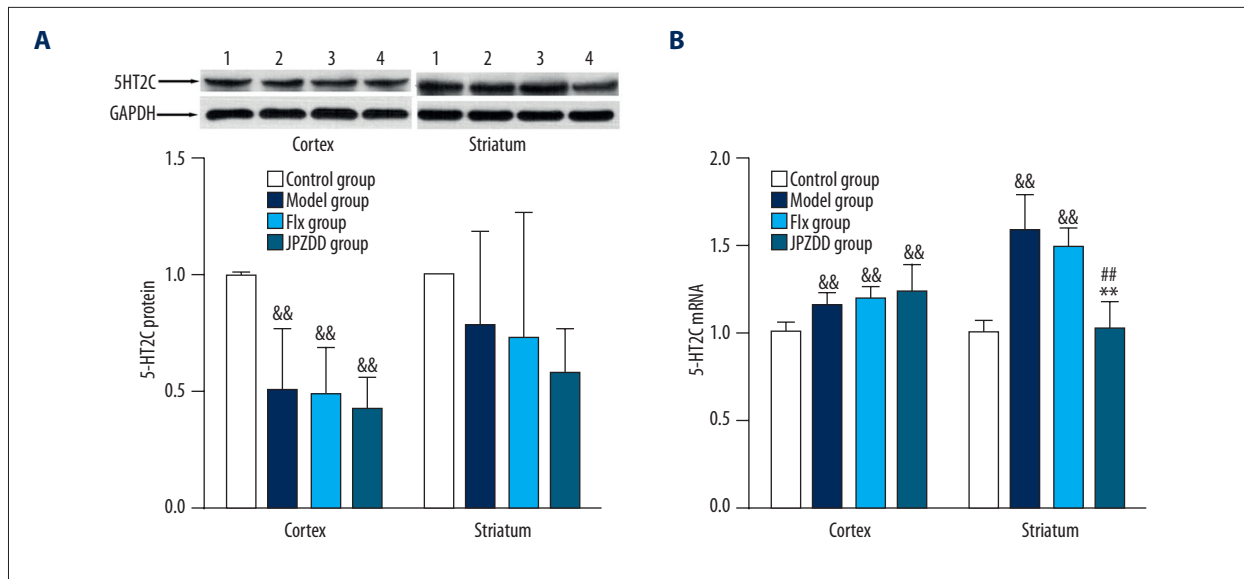 A
1 2 3 4 1 2 3 4
5HT2C
GAPDH
Cortex Striatum
1.5
1.0
0.5
0.0
5-HT2C protein
Control group
Model group
Flx group
JPZDD group
&& && &&
Cortex Striatum
B
2.0
1.5
1.0
0.5
0.0
5-HT2C mRNA
Control group
Model group
Flx group
JPZDD group
&& && &&
&& &&
##
**
Cortex Striatum